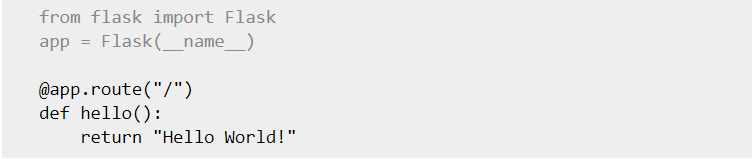 from flask import Flask
app = Flask(__name__)
@app.route("/")
def hello():
    return "Hello World!"